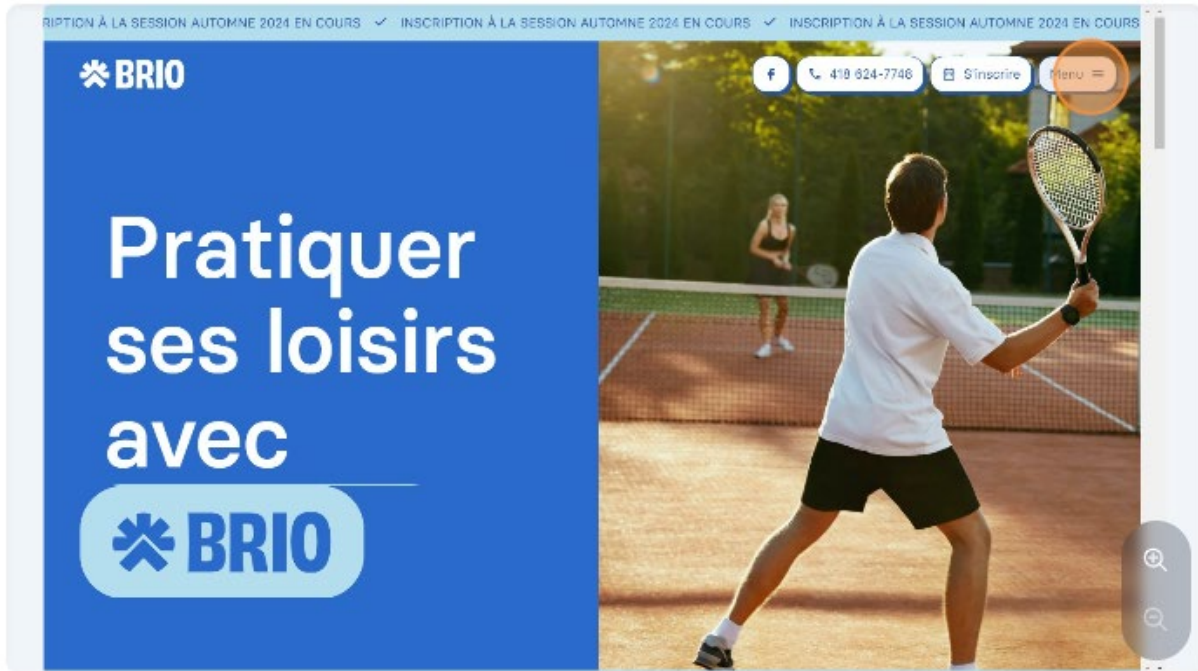 RIPTION À LA SESSION AUTOMNE 2024 EN COURS ✓ INSCRIPTION À LA SESSION AUTOMNE 2024 EN COURS ✓ INSCRIPTION À LA SESSION AUTOMNE 2024 EN COURS
BRIO f 418 624-7748 S'inscrire Menu
Pratiquer
ses loisirs
avec
BRIO